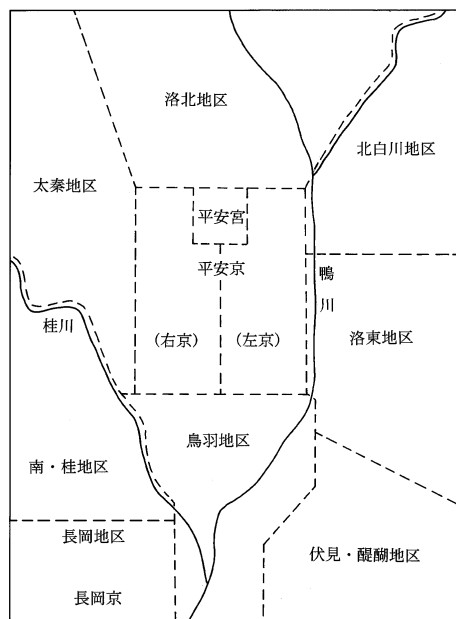 洛北地区
北白川地区
太秦地区
平安宮
平安京
鴨川
桂川
(右京)
(左京)
洛東地区
鳥羽地区
南・桂地区
長岡地区
伏見・醍醐地区
長岡京